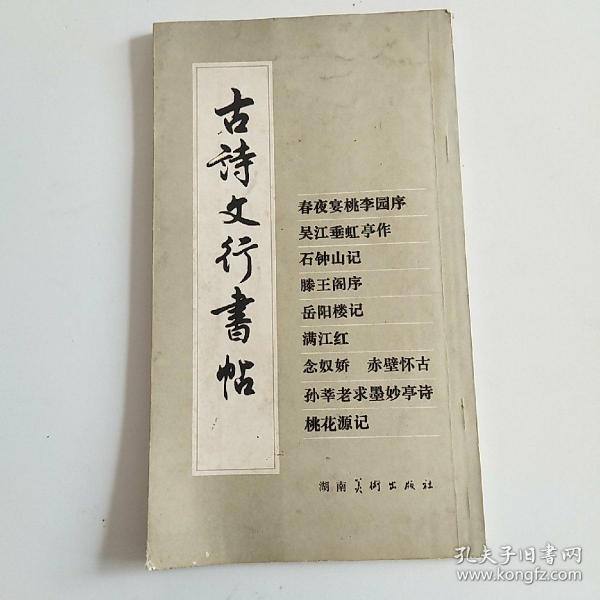 古诗文行書帖
春夜宴桃李园序
吴江垂虹亭作
石钟山记
滕王阁序
岳阳楼记
满江红
念奴娇 赤壁怀古
孙莘老求墨妙亭诗
桃花源记
湖南美術出版社
孔夫子旧書网
www.kongfz.com